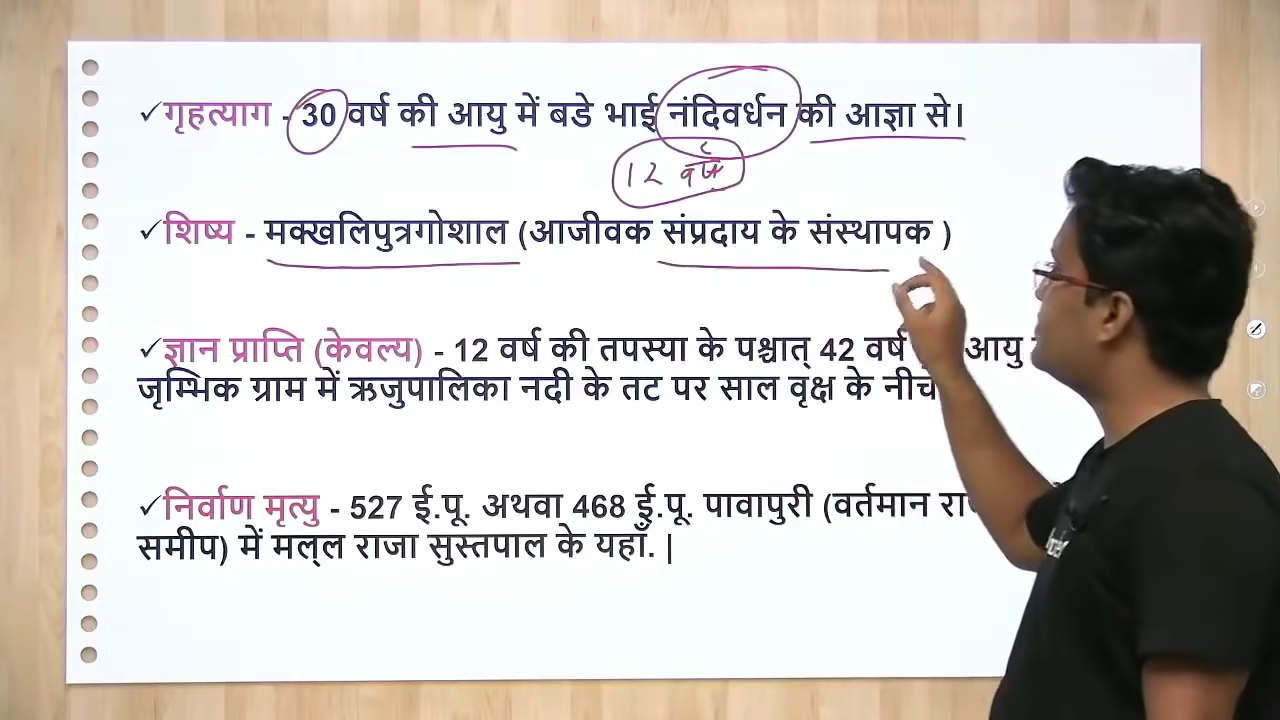 ✓गृहत्याग - 30 वर्ष की आयु में बडे भाई नंदिवर्धन की आज्ञा से।
12 वर्ष
✓शिष्य - मक्खलिपुत्रगोशाल (आजीवक संप्रदाय के संस्थापक )
✓ज्ञान प्राप्ति (केवल्य) - 12 वर्ष की तपस्या के पश्चात् 42 वर्ष आयु
जृम्भिक ग्राम में ऋजुपालिका नदी के तट पर साल वृक्ष के नीचे
✓निर्वाण मृत्यु - 527 ई.पू. अथवा 468 ई.पू. पावापुरी (वर्तमान
समीप) में मल्ल राजा सुस्तपाल के यहाँ. |